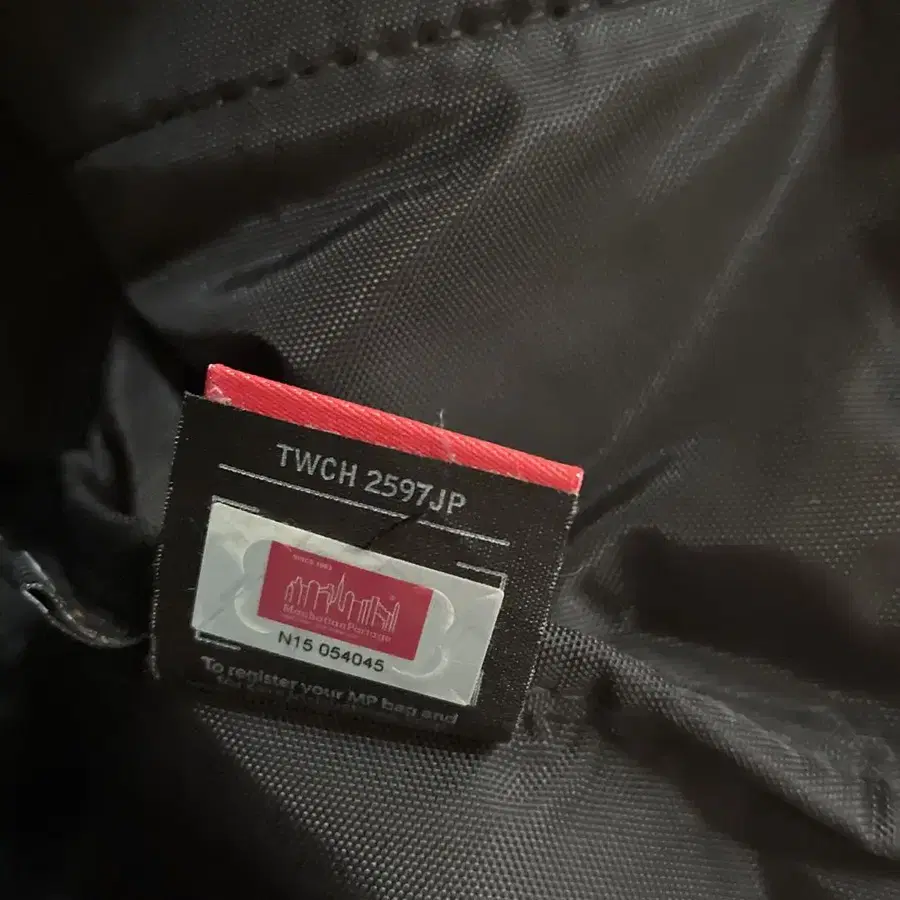 TWCH 2597JP
SINCE 1983
Manhattan Portage
N15 054045
To register your MP bag and